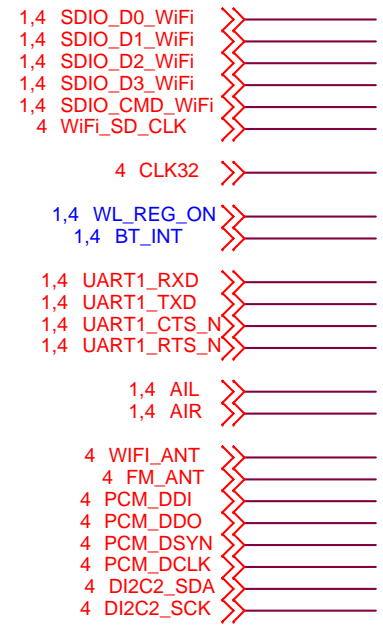 1,4 SDIO_D0_WiFi
1,4 SDIO_D1_WiFi
1,4 SDIO_D2_WiFi
1,4 SDIO_D3_WiFi
1,4 SDIO_CMD_WiFi
4 WiFi_SD_CLK
4 CLK32
1,4 WL_REG_ON
1,4 BT_INT
1,4 UART1_RXD
1,4 UART1_TXD
1,4 UART1_CTS_N
1,4 UART1_RTS_N
1,4 AIL
1,4 AIR
4 WIFI_ANT
4 FM_ANT
4 PCM_DDI
4 PCM_DDO
4 PCM_DSYN
4 PCM_DCLK
4 DI2C2_SDA
4 DI2C2_SCK